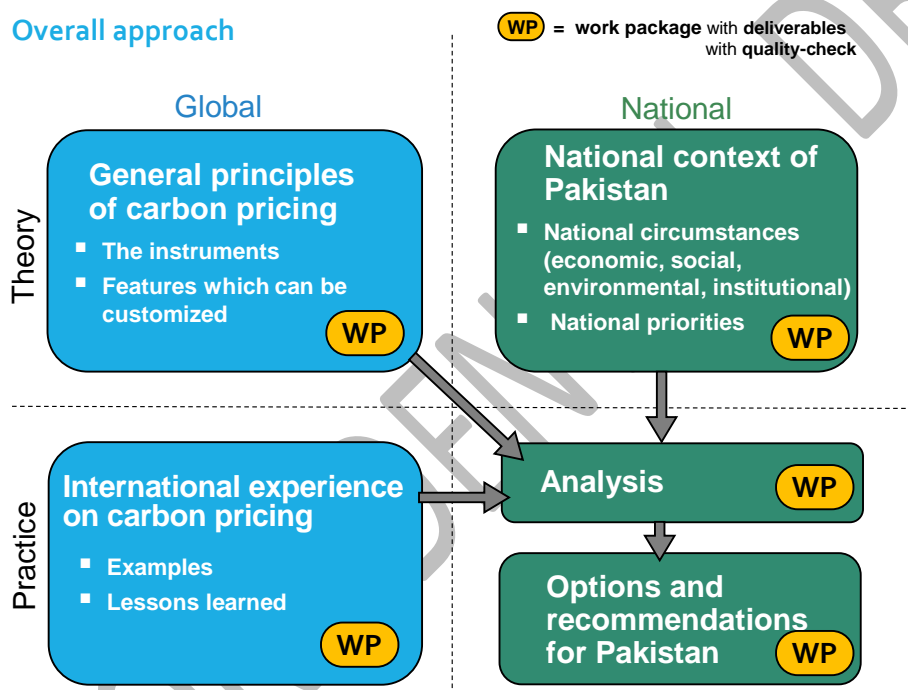 Overall approach
WP = work package with deliverables
with quality-check
Global
National
Theory
General principles
of carbon pricing
▪ The instruments
▪ Features which can be
customized
WP
National context of
Pakistan
▪ National circumstances
(economic, social,
environmental, institutional)
▪ National priorities
WP
Practice
International experience
on carbon pricing
▪ Examples
▪ Lessons learned
WP
Analysis
WP
Options and
recommendations
for Pakistan
WP